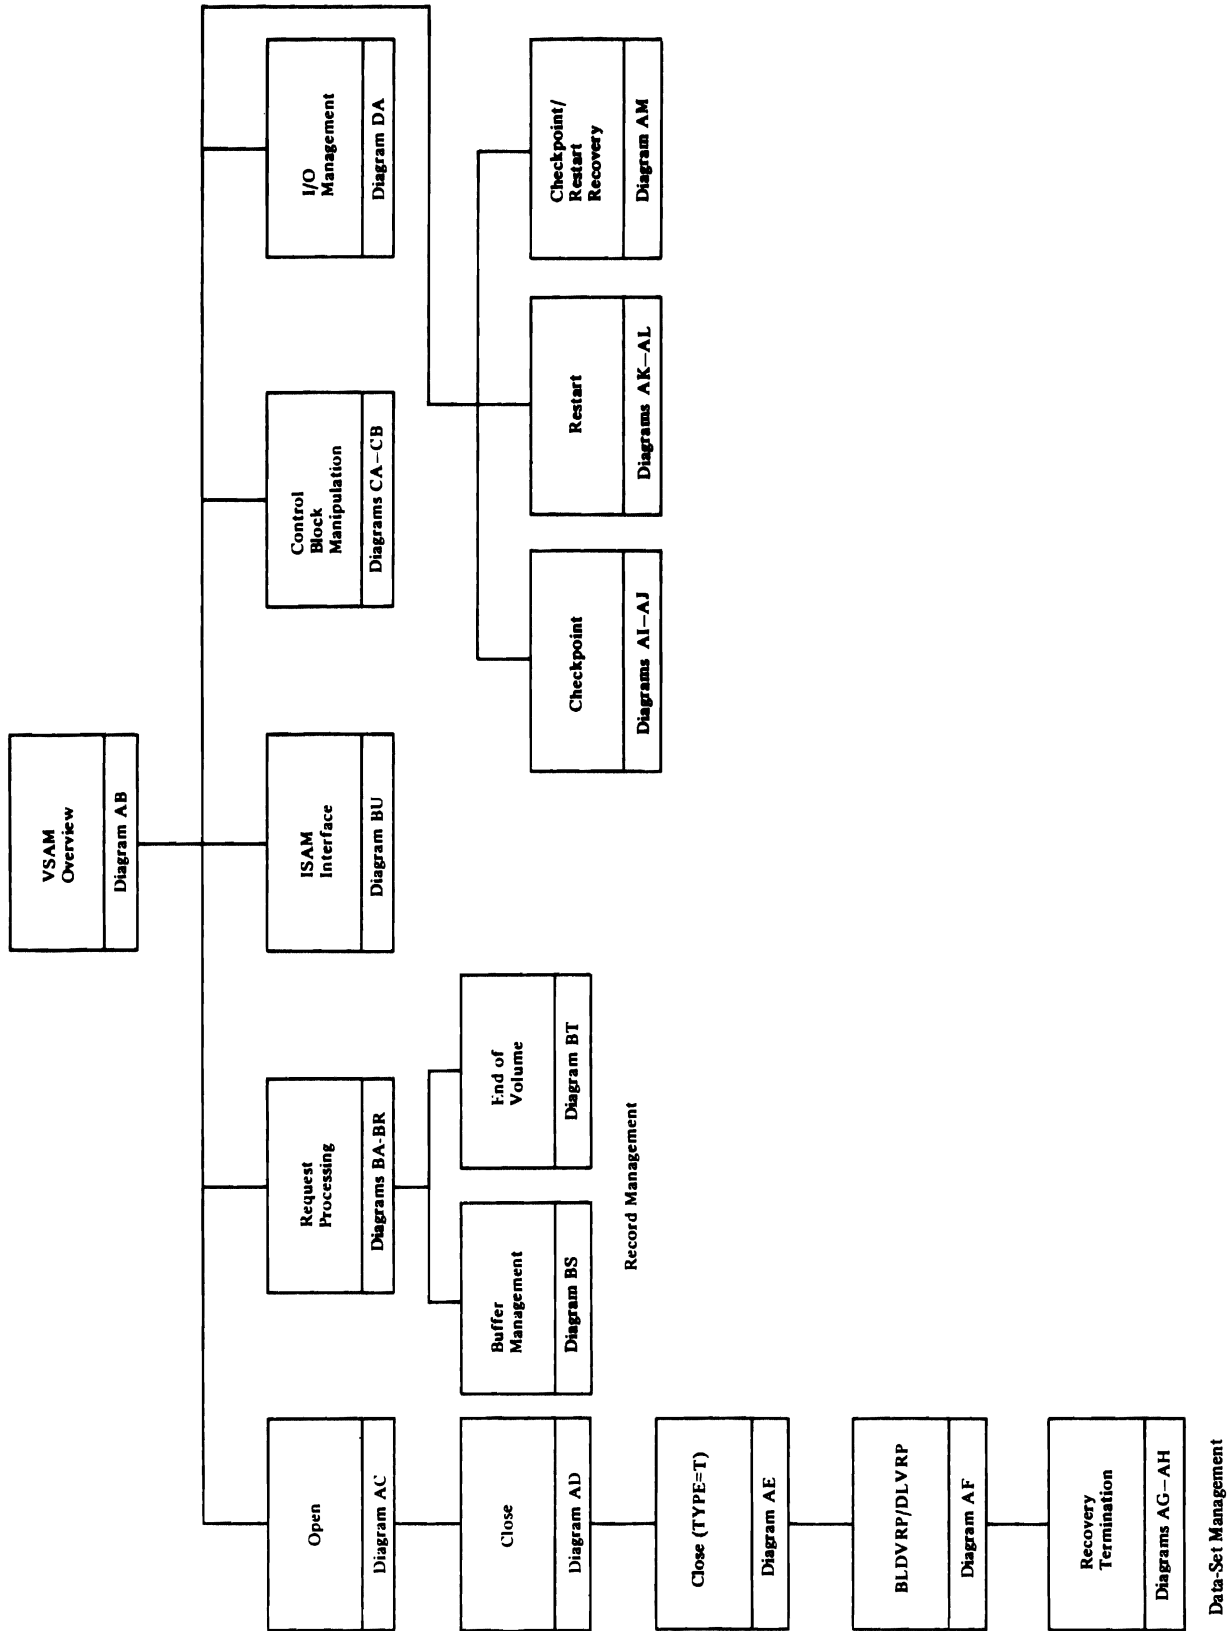 VSAM
Overview
Diagram AB
Open
Diagram AC
Close
Diagram AD
Close (TYPE=T)
Diagram AE
BLDVRP/DLVRP
Diagram AF
Recovery
Termination
Diagrams AG–AH
Data-Set Management
Request
Processing
Diagrams BA-BR
Buffer
Management
Diagram BS
End of
Volume
Diagram BT
Record Management
ISAM
Interface
Diagram BU
Control
Block
Manipulation
Diagrams CA–CB
I/O
Management
Diagram DA
Checkpoint
Diagrams AI–AJ
Restart
Diagrams AK–AL
Checkpoint/
Restart
Recovery
Diagram AM